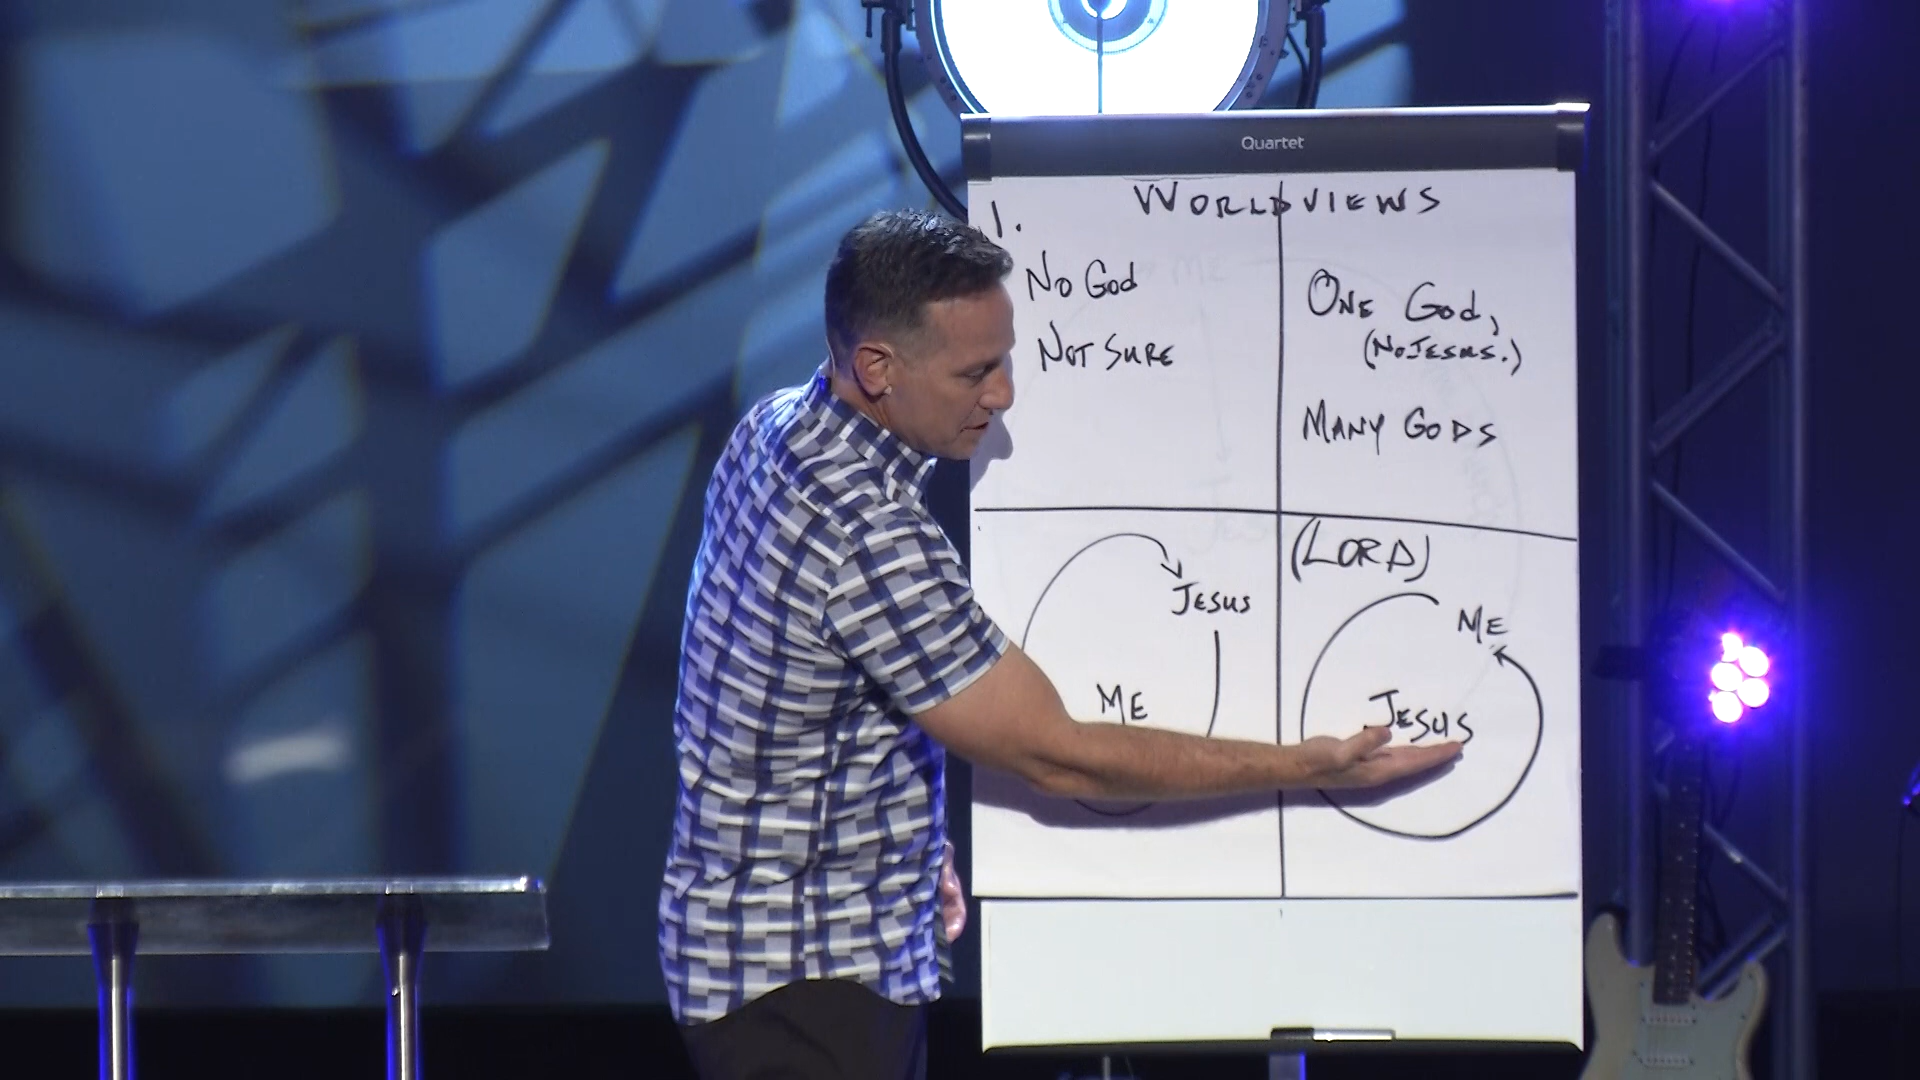 Quartet
WORLDVIEWS
1.
No God
NOT SURE
ONE GOD,
(NO JESUS.)
MANY GODS
JESUS
ME
(LORD)
ME
JESUS